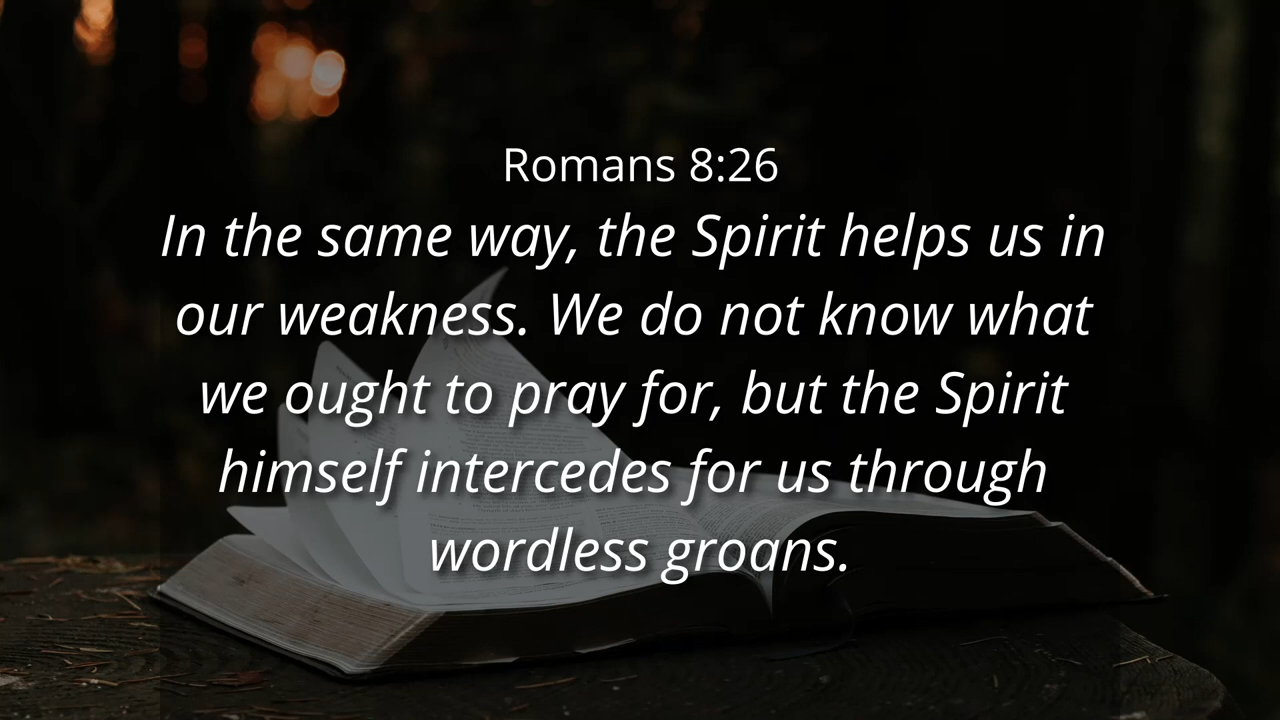 Romans 8:26
In the same way, the Spirit helps us in
our weakness. We do not know what
we ought to pray for, but the Spirit
himself intercedes for us through
wordless groans.